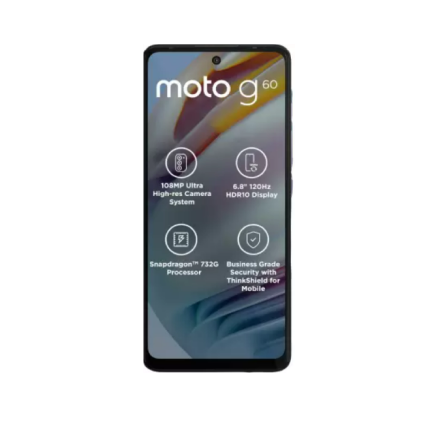 moto g 60
108MP Ultra
High-res Camera
System
6.8" 120Hz
HDR10 Display
Snapdragon™ 732G
Processor
Business Grade
Security with
ThinkShield for
Mobile